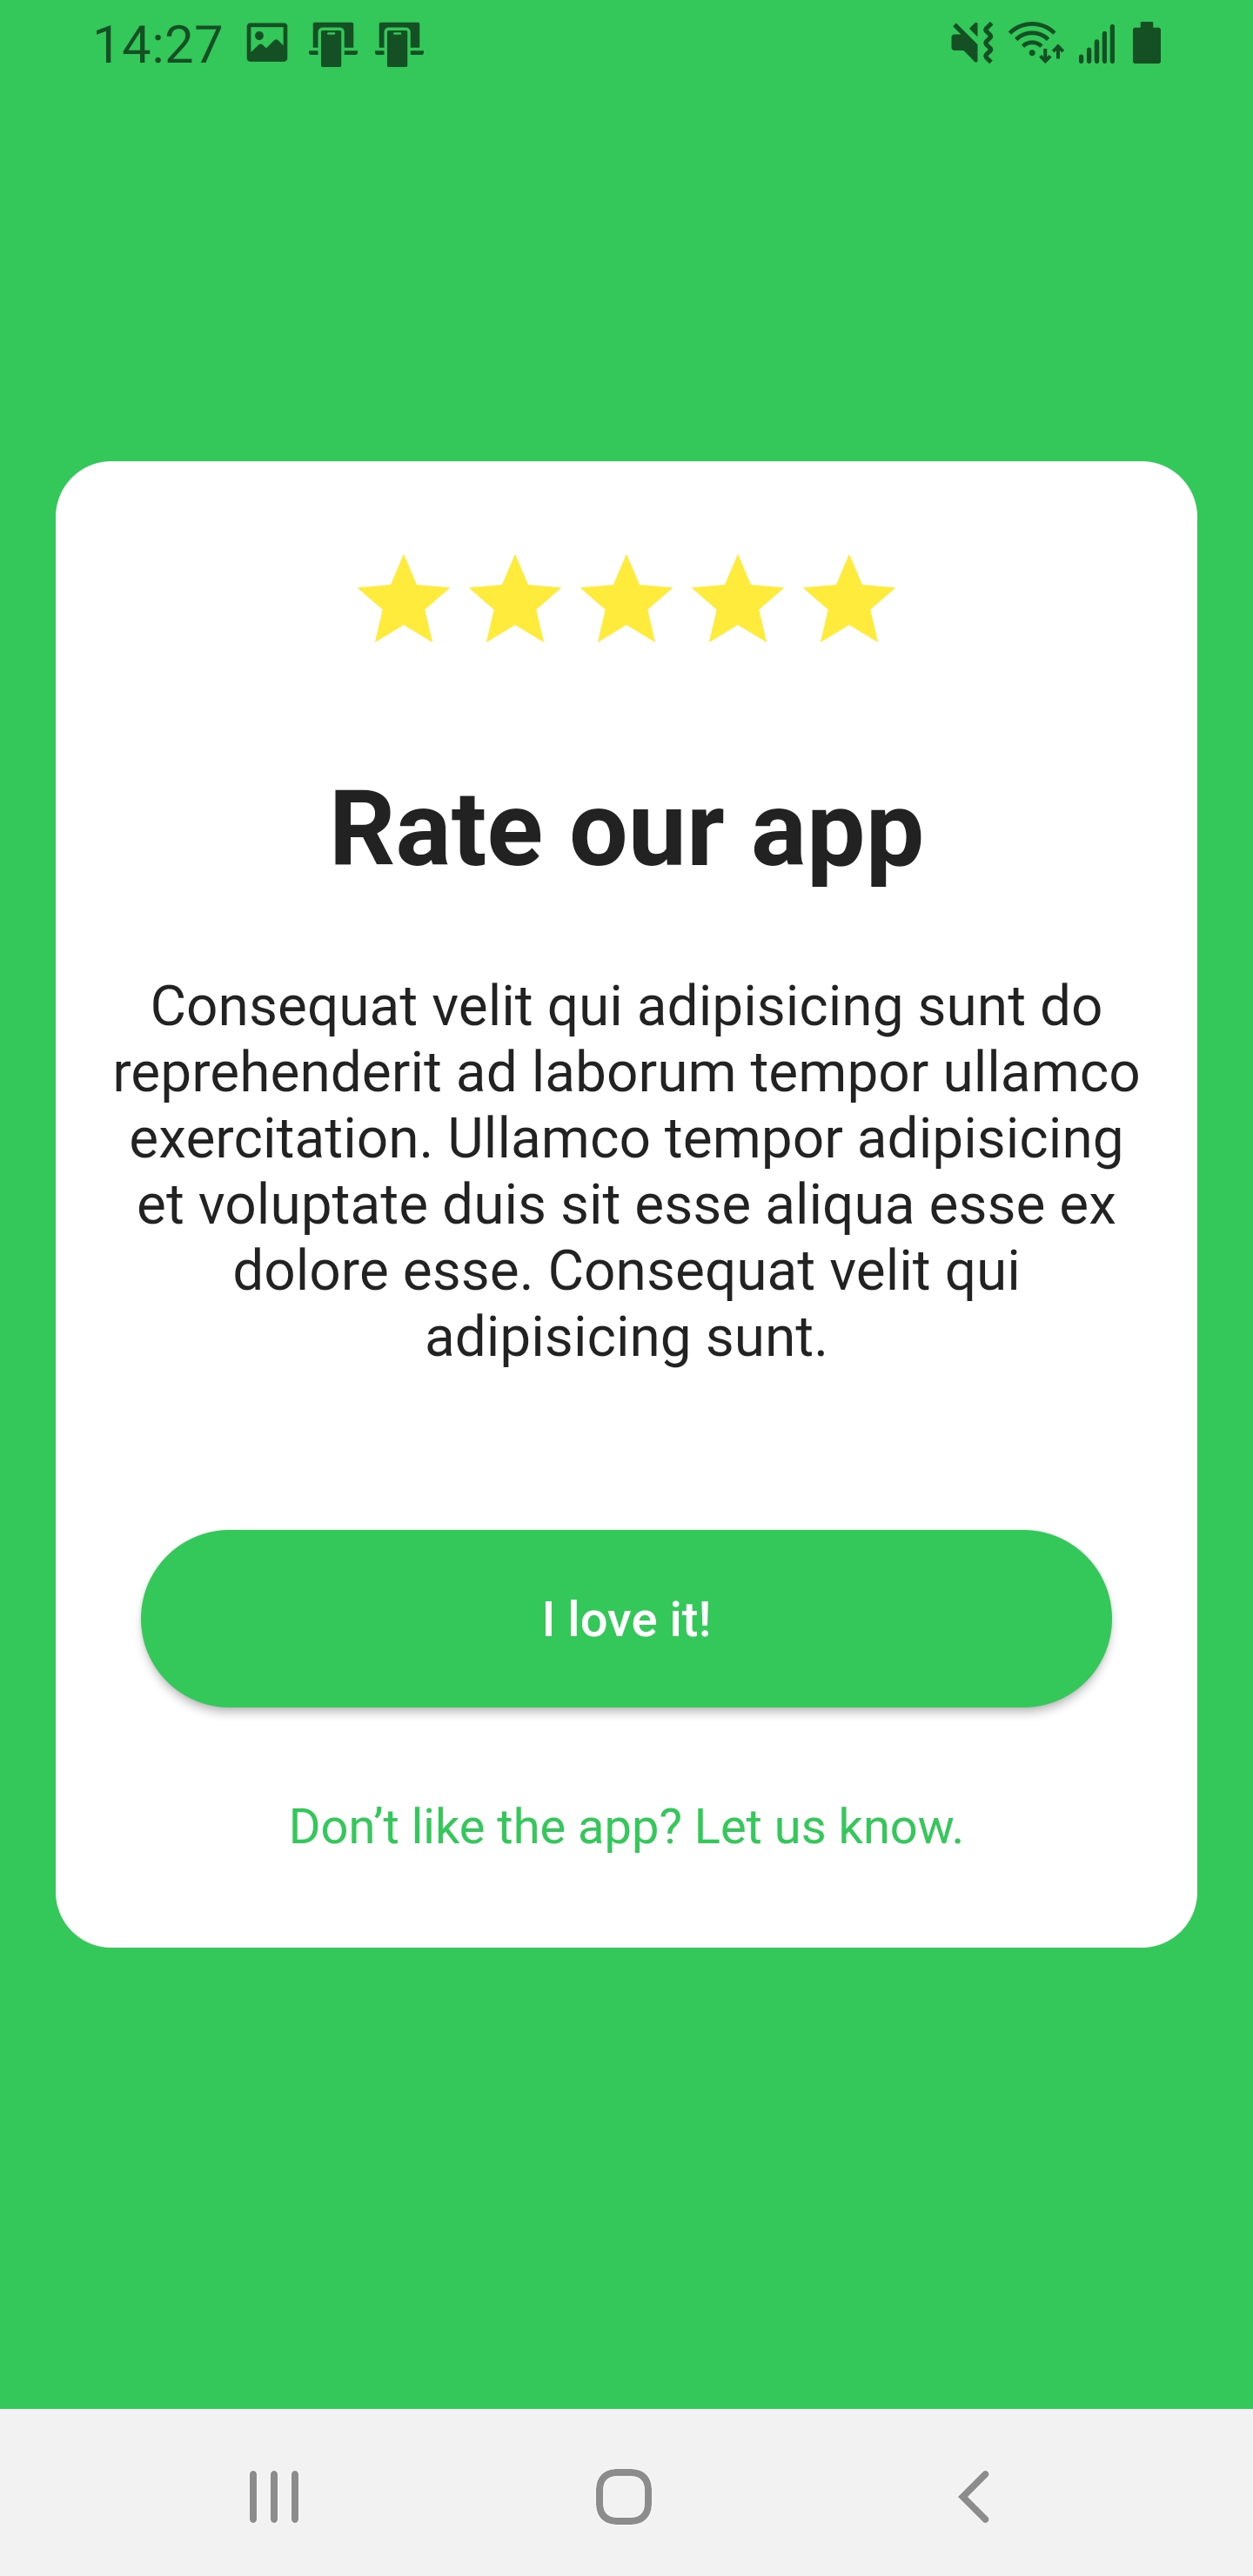 14:27
Rate our app
Consequat velit qui adipisicing sunt do
reprehenderit ad laborum tempor ullamco
exercitation. Ullamco tempor adipisicing
et voluptate duis sit esse aliqua esse ex
dolore esse. Consequat velit qui
adipisicing sunt.
I love it!
Don’t like the app? Let us know.